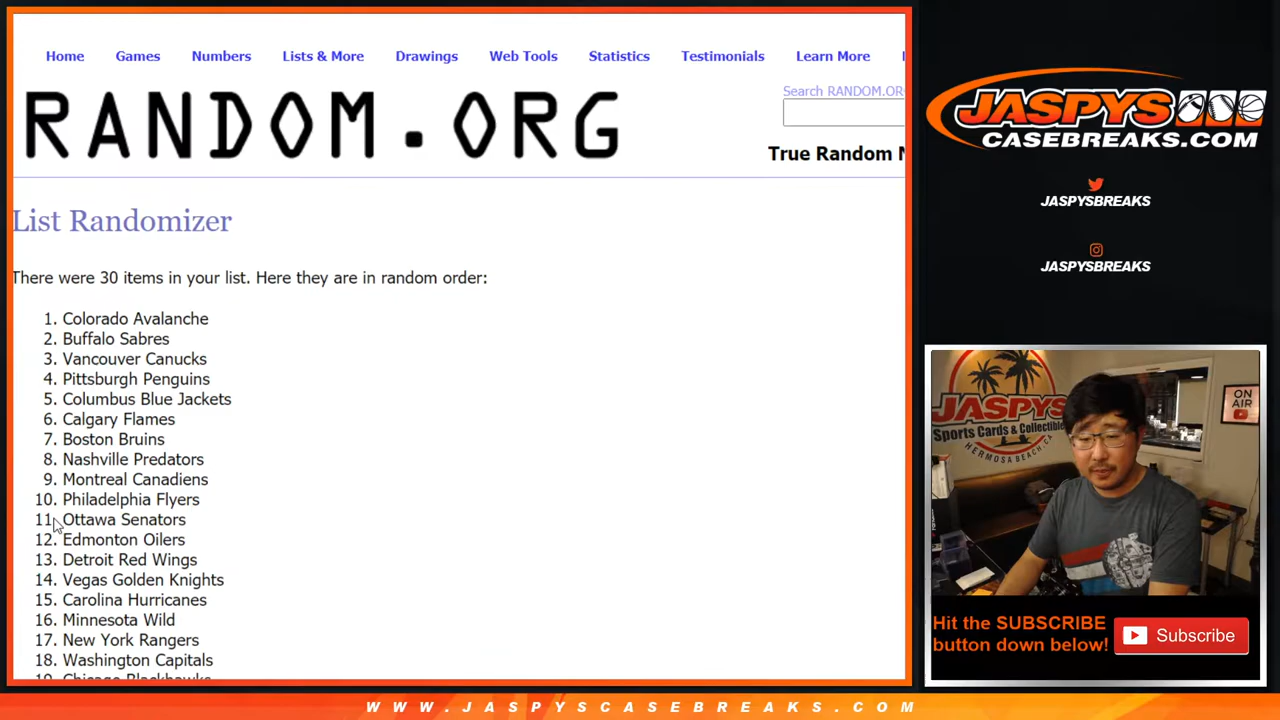 Home Games Numbers Lists & More Drawings Web Tools Statistics Testimonials Learn More
Search RANDOM.OR
RANDOM.ORG
True Random
List Randomizer
There were 30 items in your list. Here they are in random order:
1. Colorado Avalanche
2. Buffalo Sabres
3. Vancouver Canucks
4. Pittsburgh Penguins
5. Columbus Blue Jackets
6. Calgary Flames
7. Boston Bruins
8. Nashville Predators
9. Montreal Canadiens
10. Philadelphia Flyers
11. Ottawa Senators
12. Edmonton Oilers
13. Detroit Red Wings
14. Vegas Golden Knights
15. Carolina Hurricanes
16. Minnesota Wild
17. New York Rangers
18. Washington Capitals
19. Chicago Blackhawks
JASPYS
CASEBREAKS.COM
JASPYSBREAKS
JASPYSBREAKS
JASPYS
Sports Cards & Collectible
HERMOSA BEACH, CA
ON
AIR
Hit the SUBSCRIBE
button down below!
Subscribe
WWW.JASPYSCASEBREAKS.COM